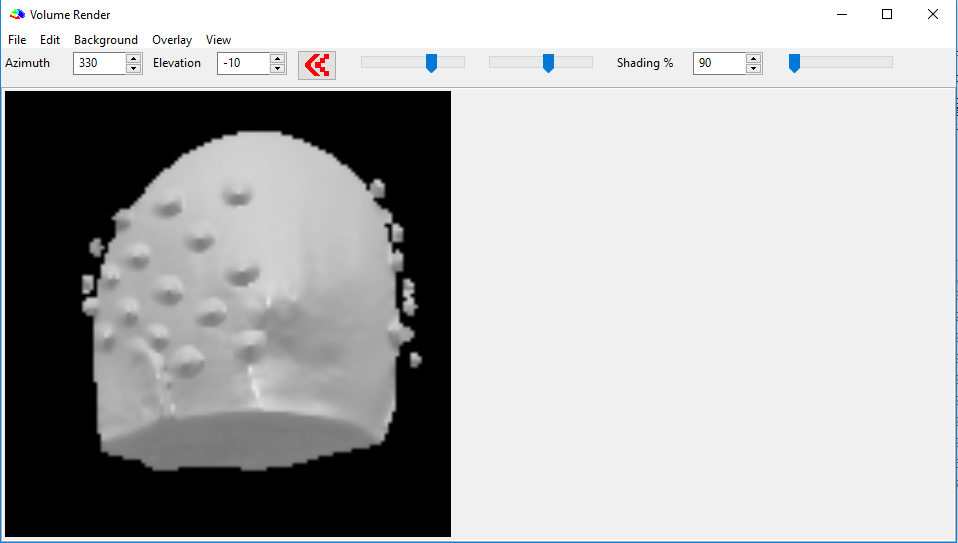 Volume Render
File Edit Background Overlay View
Azimuth 330 Elevation -10 Shading % 90